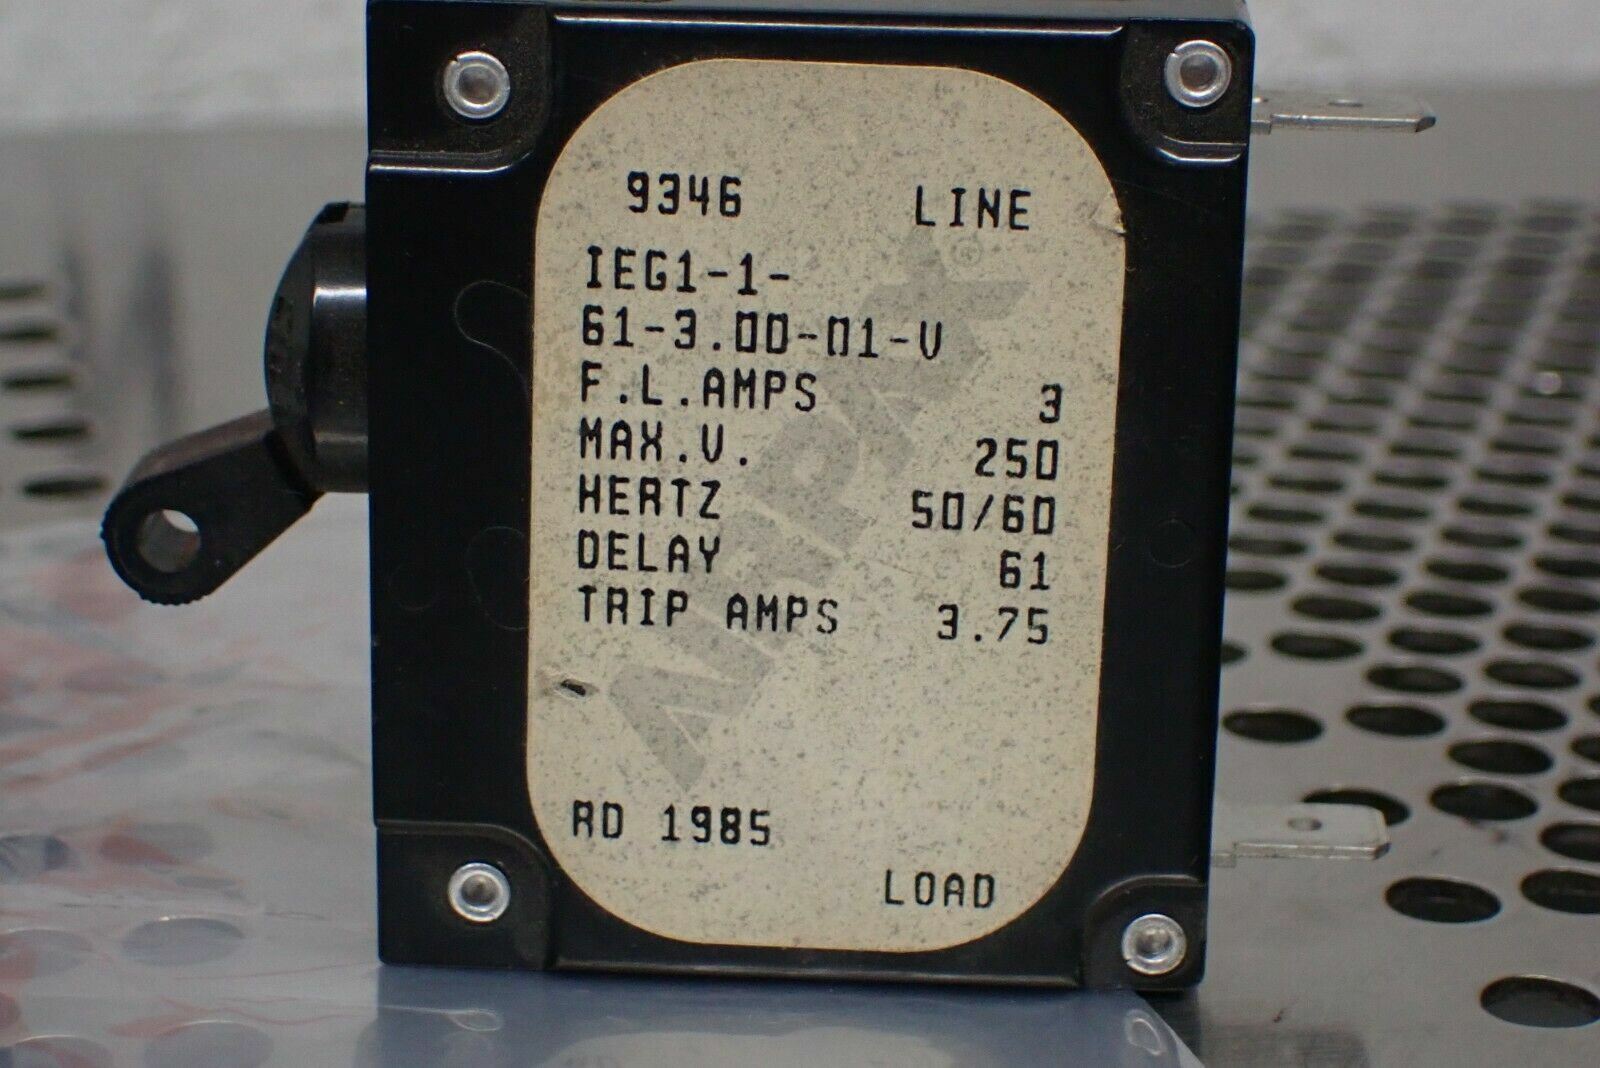 9346 LINE
IEG1-1-
61-3.00-01-V
F.L.AMPS 3
MAX.V. 250
HERTZ 50/60
DELAY 61
TRIP AMPS 3.75
AIRPAX®
RD 1985
LOAD